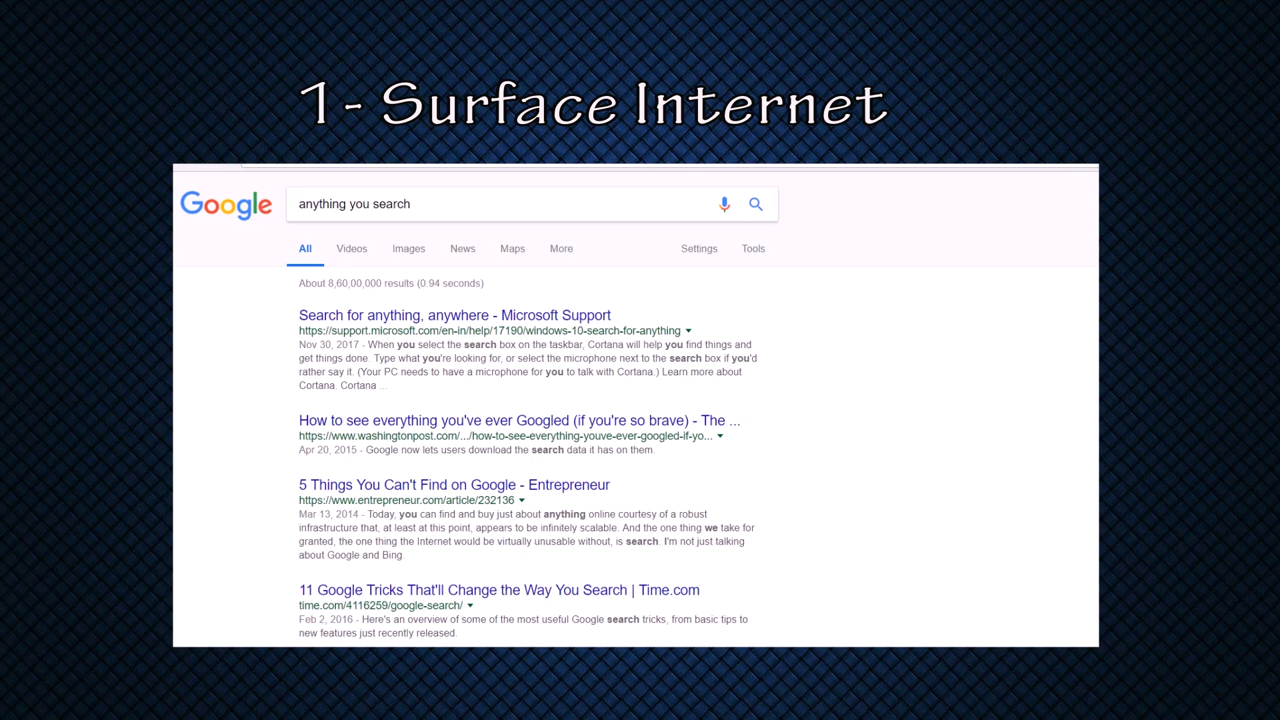 1- Surface Internet
Google
anything you search
All Videos Images News Maps More Settings Tools
About 8,60,00,000 results (0.94 seconds)
Search for anything, anywhere - Microsoft Support
https://support.microsoft.com/en-in/help/17190/windows-10-search-for-anything
Nov 30, 2017 - When you select the search box on the taskbar, Cortana will help you find things and
get things done. Type what you're looking for, or select the microphone next to the search box if you'd
rather say it. (Your PC needs to have a microphone for you to talk with Cortana.) Learn more about
Cortana. Cortana ...
How to see everything you've ever Googled (if you're so brave) - The ...
https://www.washingtonpost.com/.../how-to-see-everything-youve-ever-googled-if-yo...
Apr 20, 2015 - Google now lets users download the search data it has on them.
5 Things You Can't Find on Google - Entrepreneur
https://www.entrepreneur.com/article/232136
Mar 13, 2014 - Today, you can find and buy just about anything online courtesy of a robust
infrastructure that, at least at this point, appears to be infinitely scalable. And the one thing we take for
granted, the one thing the Internet would be virtually unusable without, is search. I'm not just talking
about Google and Bing.
11 Google Tricks That'll Change the Way You Search | Time.com
time.com/4116259/google-search/
Feb 2, 2016 - Here's an overview of some of the most useful Google search tricks, from basic tips to
new features just recently released.